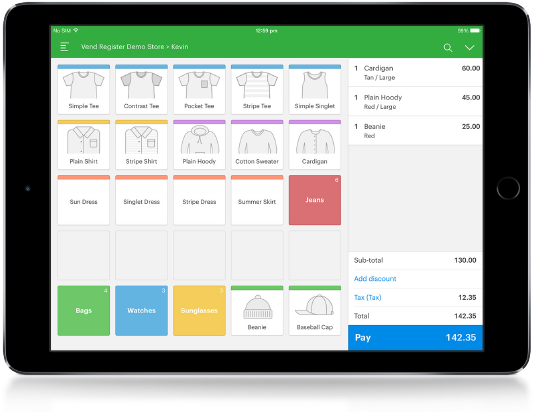 No SIM 12:59 pm 99%
Vend Register Demo Store › Kevin
Simple Tee Contrast Tee Pocket Tee Stripe Tee Simple Singlet
Plain Shirt Stripe Shirt Plain Hoody Cotton Sweater Cardigan
Sun Dress Singlet Dress Stripe Dress Summer Skirt Jeans 6
Bags 4 Watches 3 Sunglasses 3 Beanie Baseball Cap
1 Cardigan 60.00
Tan / Large
1 Plain Hoody 45.00
Red / Large
1 Beanie 25.00
Red
Sub-total 130.00
Add discount
Tax (Tax) 12.35
Total 142.35
Pay 142.35